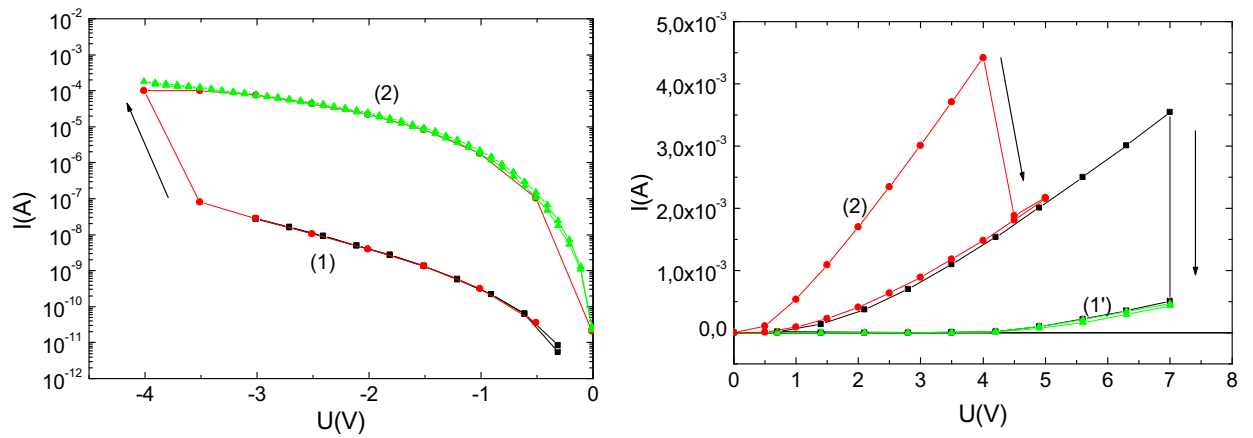 10⁻²
10⁻³
10⁻⁴
10⁻⁵
10⁻⁶
10⁻⁷
10⁻⁸
10⁻⁹
10⁻¹⁰
10⁻¹¹
10⁻¹²
I(A)
(2)
(1)
-4 -3 -2 -1 0
U(V)
5,0x10⁻³
4,0x10⁻³
3,0x10⁻³
2,0x10⁻³
1,0x10⁻³
0,0
I(A)
(2)
(1')
0 1 2 3 4 5 6 7 8
U(V)